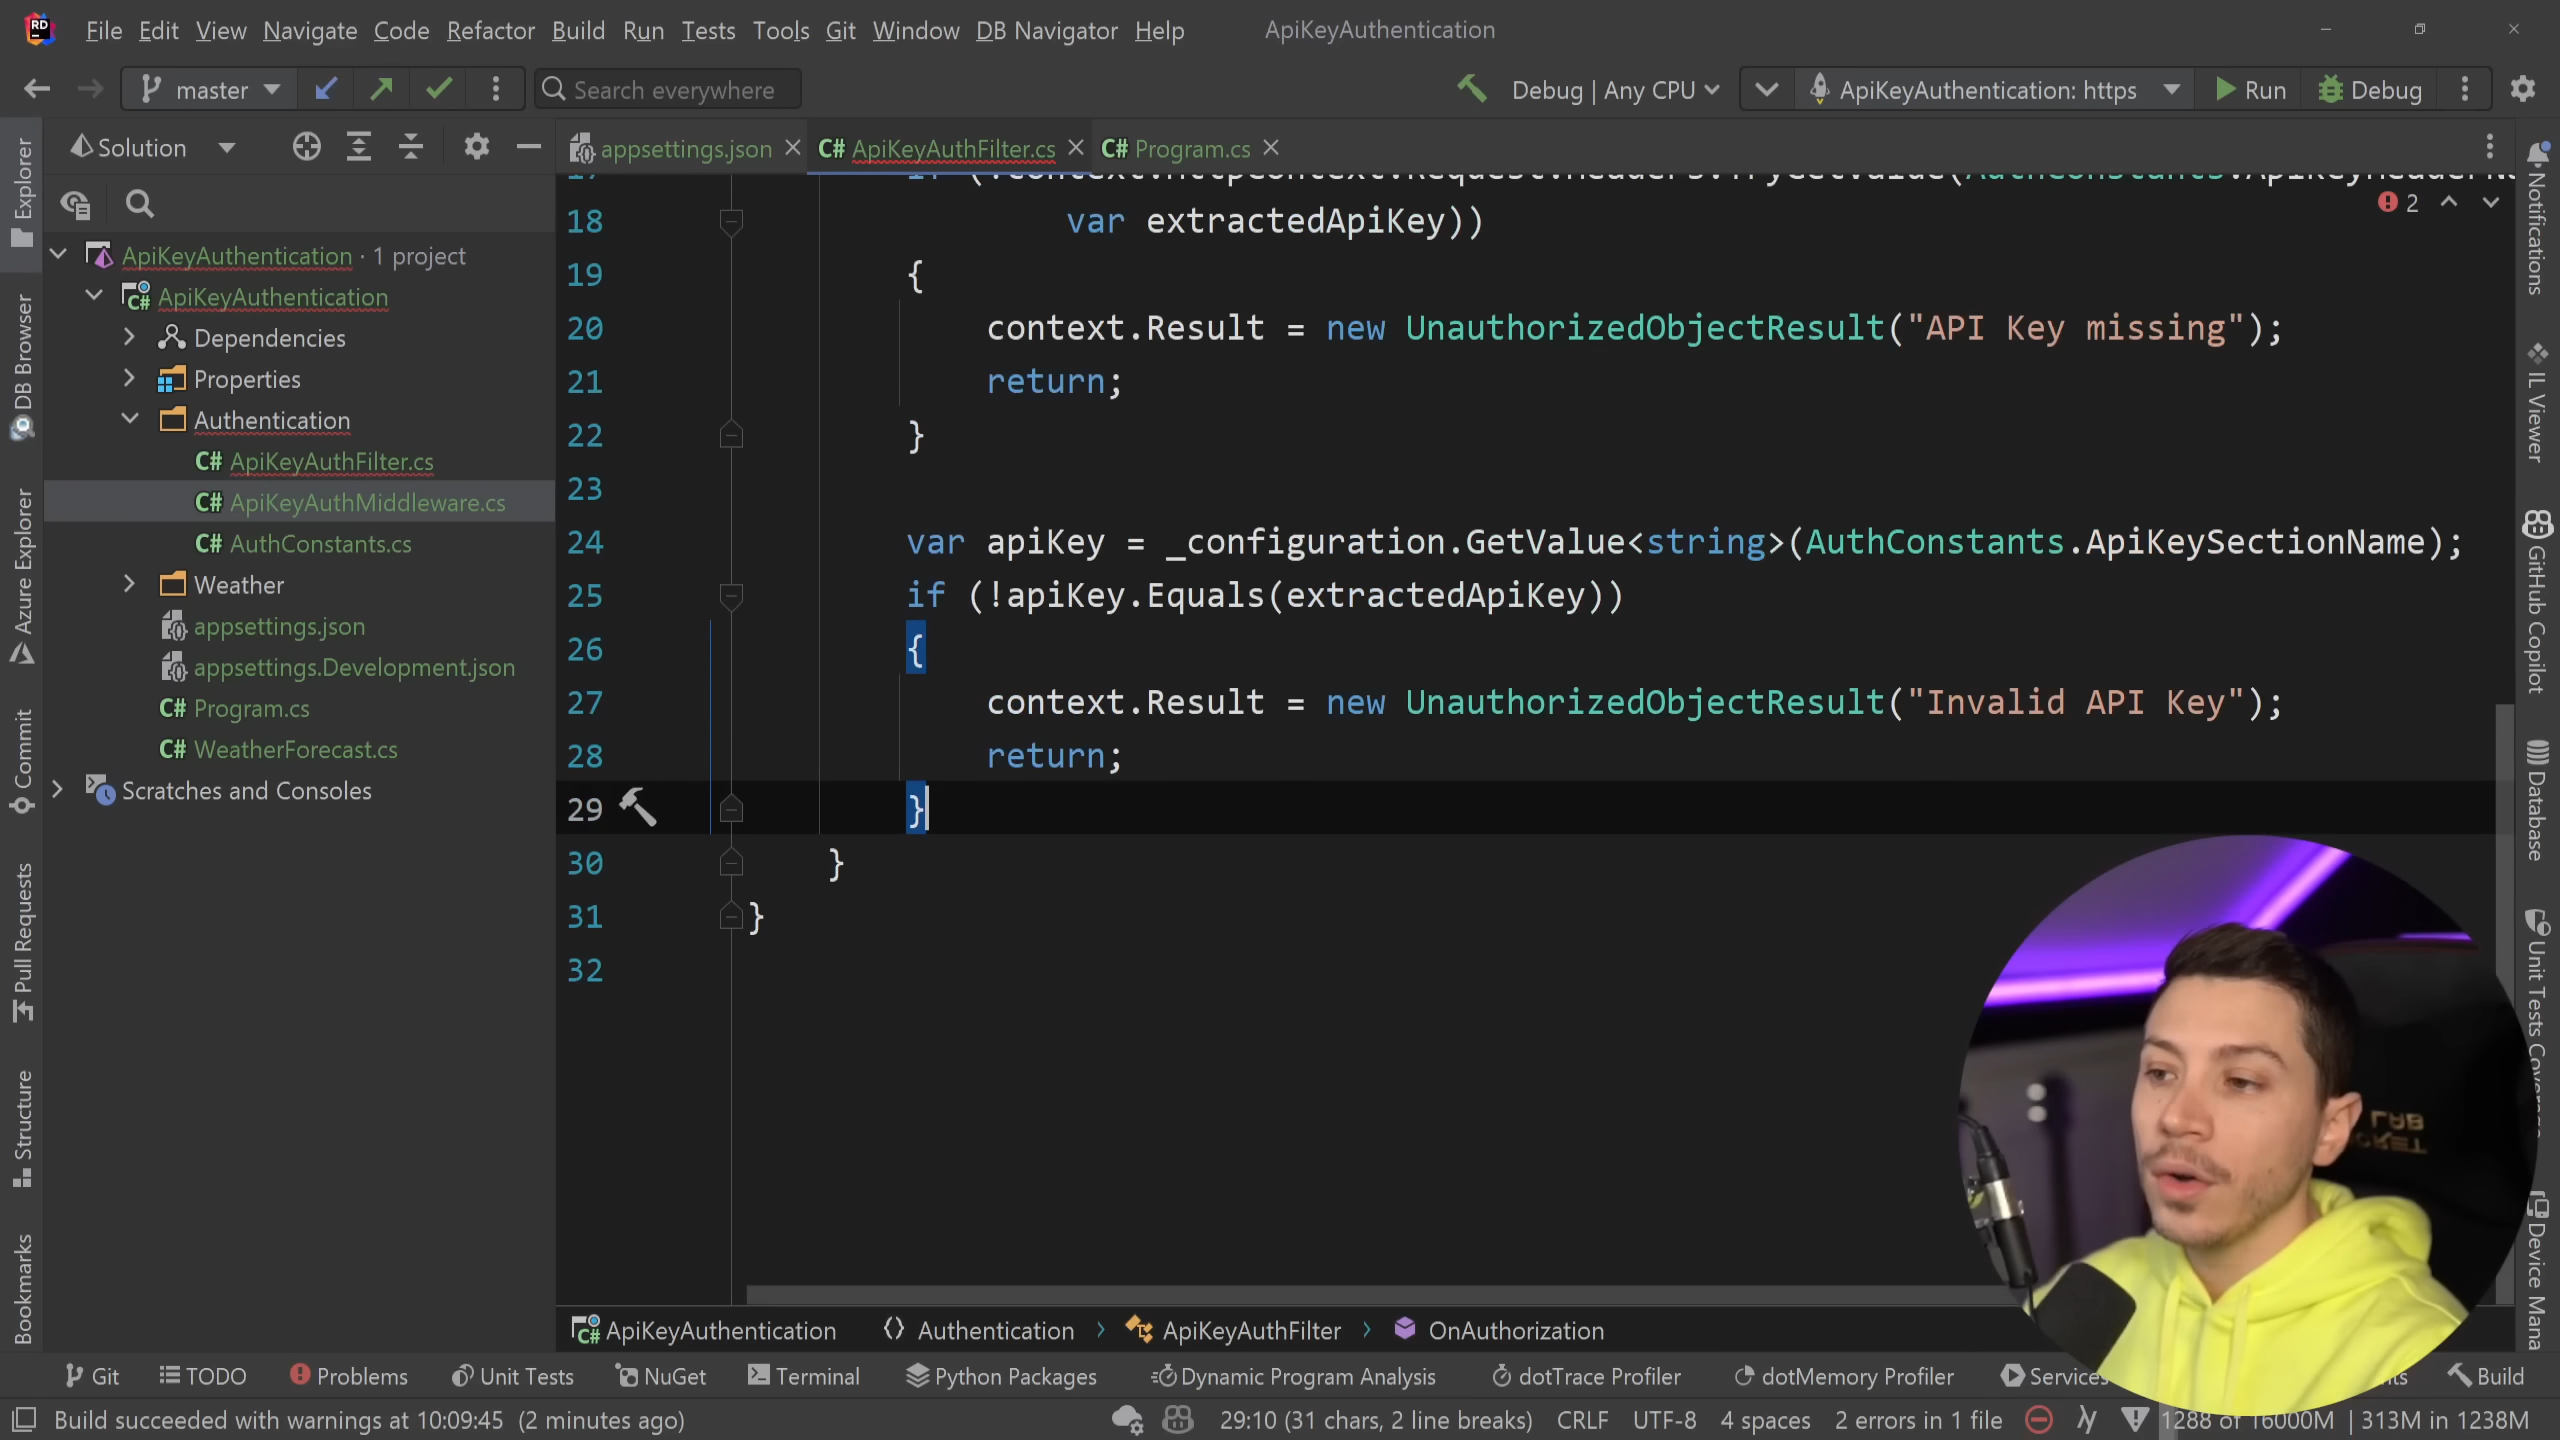 File Edit View Navigate Code Refactor Build Run Tests Tools Git Window DB Navigator Help ApiKeyAuthentication
master Search everywhere Debug | Any CPU ApiKeyAuthentication: https Run Debug
Solution
appsettings.json C# ApiKeyAuthFilter.cs C# Program.cs
Explorer
DB Browser
Azure Explorer
Commit
Pull Requests
Structure
Bookmarks
ApiKeyAuthentication · 1 project
ApiKeyAuthentication
Dependencies
Properties
Authentication
C# ApiKeyAuthFilter.cs
C# ApiKeyAuthMiddleware.cs
C# AuthConstants.cs
Weather
appsettings.json
appsettings.Development.json
C# Program.cs
C# WeatherForecast.cs
Scratches and Consoles
2
18 var extractedApiKey))
19 {
20 context.Result = new UnauthorizedObjectResult("API Key missing");
21 return;
22 }
23
24 var apiKey = _configuration.GetValue<string>(AuthConstants.ApiKeySectionName);
25 if (!apiKey.Equals(extractedApiKey))
26 {
27 context.Result = new UnauthorizedObjectResult("Invalid API Key");
28 return;
29 }
30 }
31 }
32
Notifications
IL Viewer
GitHub Copilot
Database
Unit Tests
Device Mana
ApiKeyAuthentication Authentication › ApiKeyAuthFilter › OnAuthorization
Git TODO Problems Unit Tests NuGet Terminal Python Packages Dynamic Program Analysis dotTrace Profiler dotMemory Profiler Services Build
Build succeeded with warnings at 10:09:45 (2 minutes ago) 29:10 (31 chars, 2 line breaks) CRLF UTF-8 4 spaces 2 errors in 1 file 1288 of 16000M | 313M in 1238M